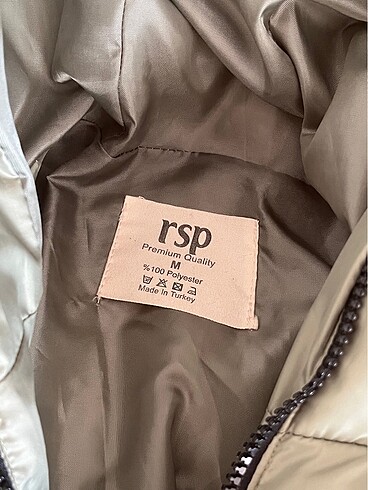 rsp
Premium Quality
M
%100 Polyester
Made In Turkey